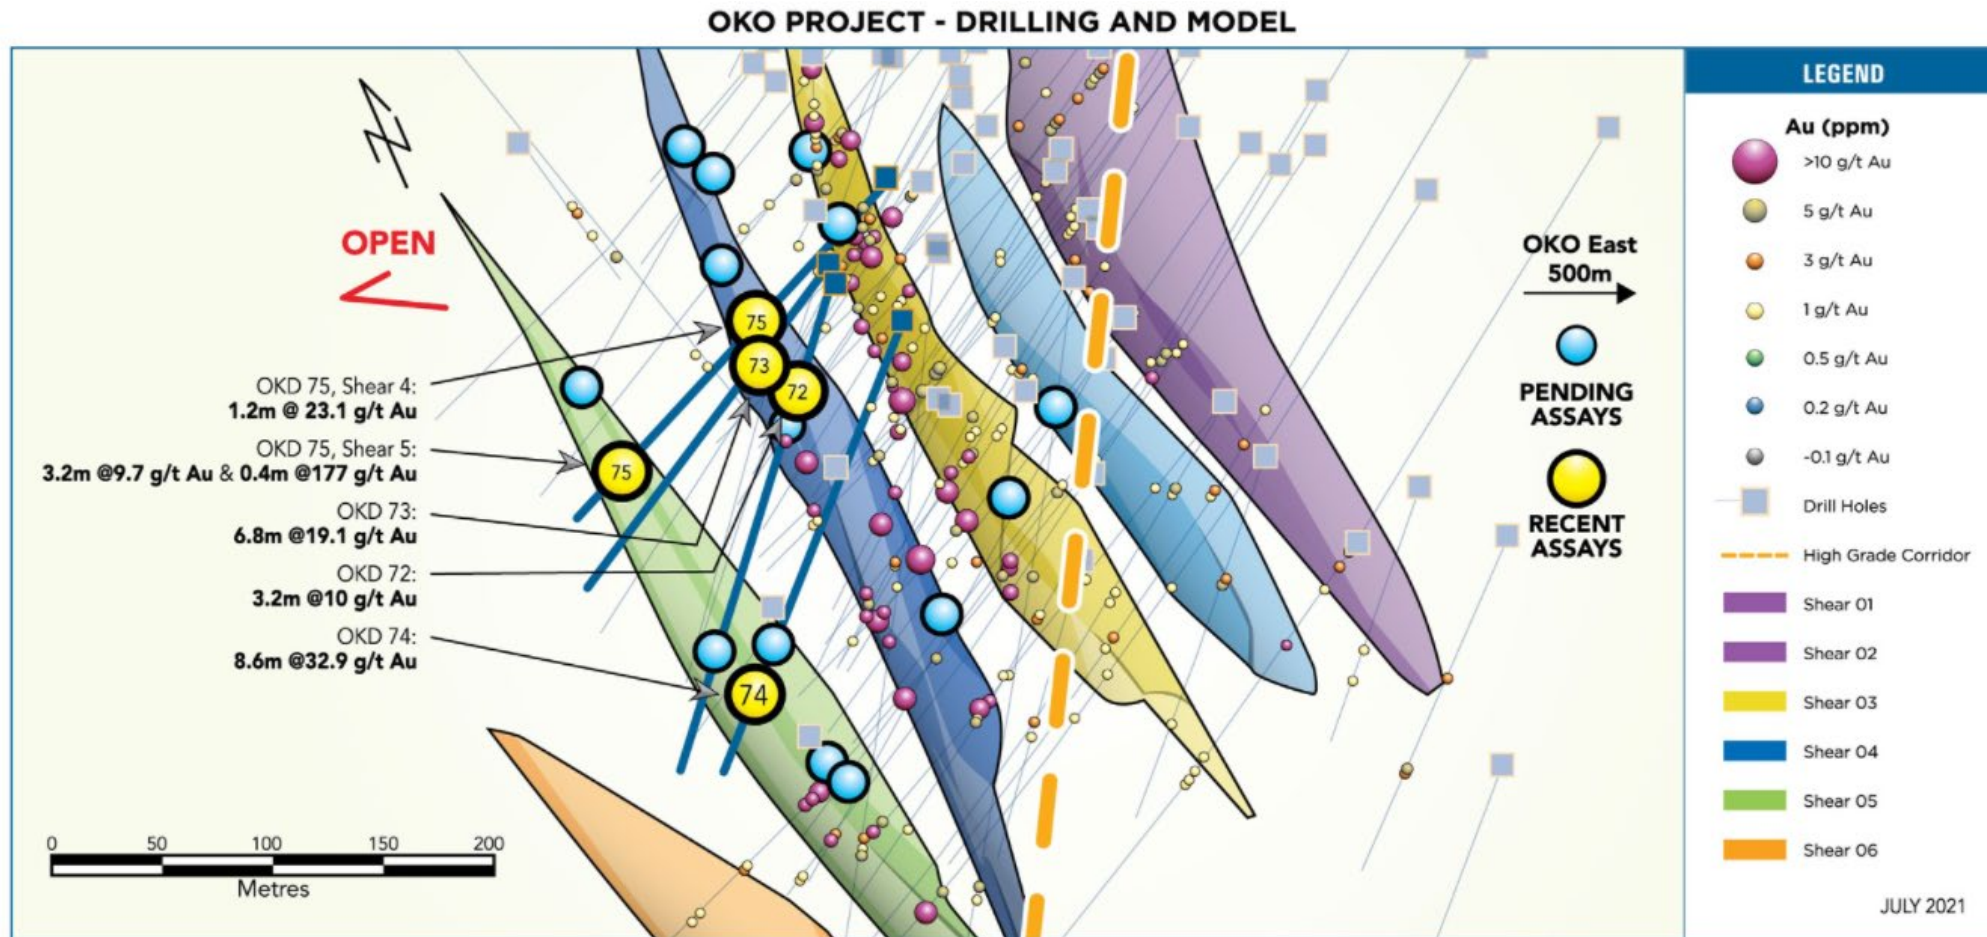 OKO PROJECT - DRILLING AND MODEL
OPEN
OKD 75, Shear 4:
1.2m @ 23.1 g/t Au
OKD 75, Shear 5:
3.2m @9.7 g/t Au & 0.4m @177 g/t Au
OKD 73:
6.8m @19.1 g/t Au
OKD 72:
3.2m @10 g/t Au
OKD 74:
8.6m @32.9 g/t Au
75
73
72
75
74
0 50 100 150 200
Metres
OKO East
500m
PENDING
ASSAYS
RECENT
ASSAYS
LEGEND
Au (ppm)
>10 g/t Au
5 g/t Au
3 g/t Au
1 g/t Au
0.5 g/t Au
0.2 g/t Au
-0.1 g/t Au
Drill Holes
High Grade Corridor
Shear 01
Shear 02
Shear 03
Shear 04
Shear 05
Shear 06
JULY 2021